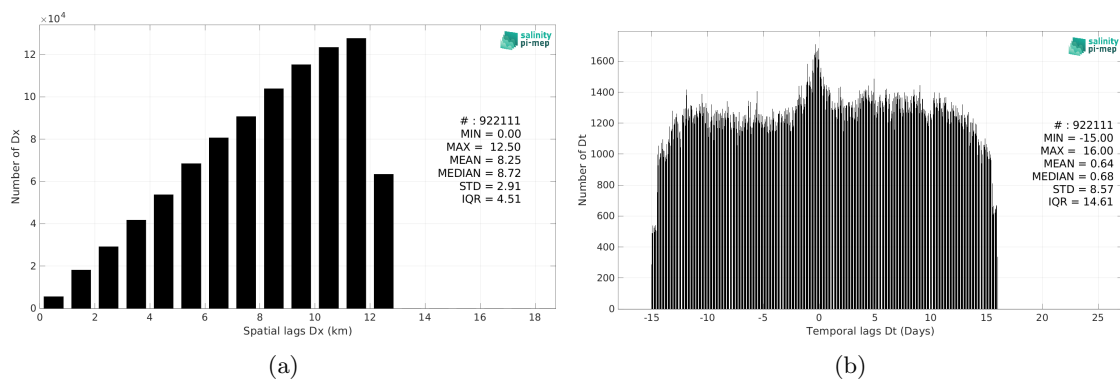 ×10⁴
12
10
8
6
4
2
0
Number of Dx
salinity
pi-mep
# : 922111
MIN = 0.00
MAX = 12.50
MEAN = 8.25
MEDIAN = 8.72
STD = 2.91
IQR = 4.51
0 2 4 6 8 10 12 14 16 18
Spatial lags Dx (km)
(a)
1600
1400
1200
1000
800
600
400
200
0
Number of Dt
salinity
pi-mep
# : 922111
MIN = -15.00
MAX = 16.00
MEAN = 0.64
MEDIAN = 0.68
STD = 8.57
IQR = 14.61
-15 -10 -5 0 5 10 15 20 25
Temporal lags Dt (Days)
(b)